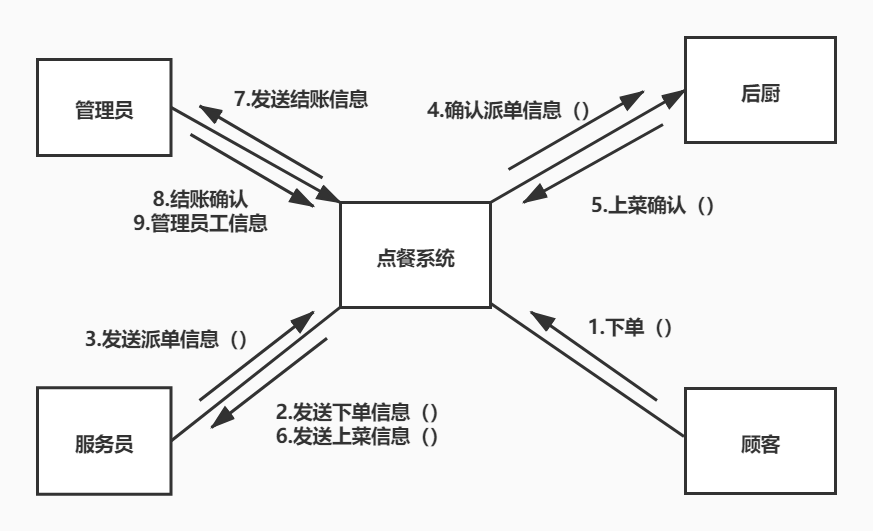 管理员
7.发送结账信息
4.确认派单信息（）
后厨
8.结账确认
9.管理员工信息
5.上菜确认（）
点餐系统
3.发送派单信息（）
1.下单（）
2.发送下单信息（）
6.发送上菜信息（）
服务员
顾客